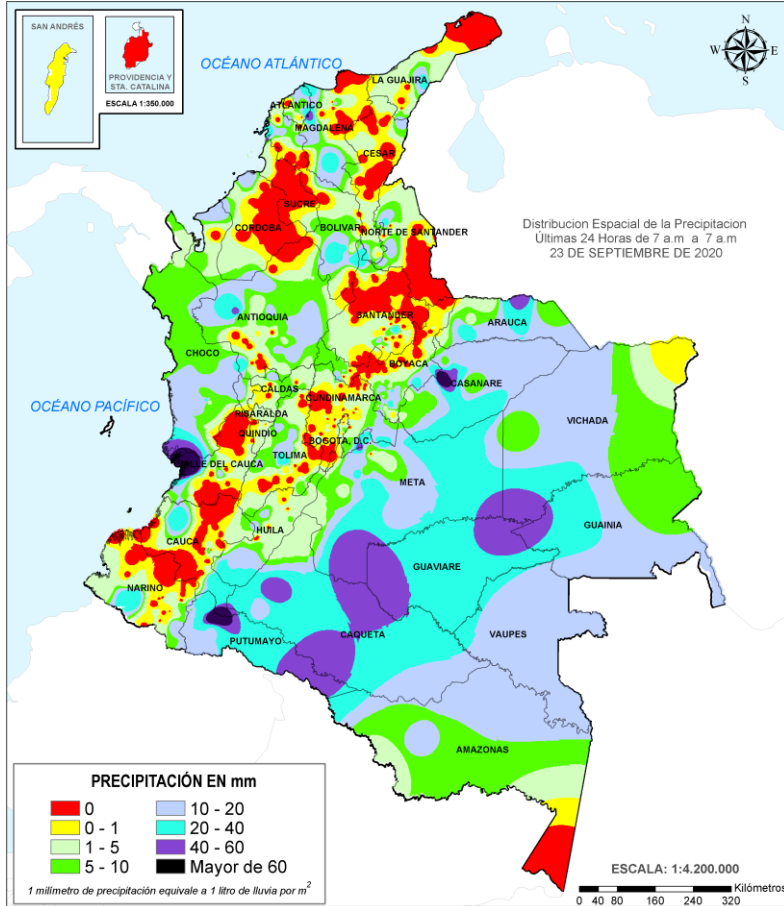 SAN ANDRÉS
PROVIDENCIA Y
STA. CATALINA
ESCALA 1:350.000
N
W
E
S
OCÉANO ATLÁNTICO
LA GUAJIRA
ATLANTICO
MAGDALENA
CESAR
SUCRE
CORDOBA
BOLIVAR
NORTE DE SANTANDER
Distribucion Espacial de la Precipitacion
Últimas 24 Horas de 7 a.m a 7 a.m
23 DE SEPTIEMBRE DE 2020
ANTIOQUIA
SANTANDER
ARAUCA
CHOCO
BOYACA
CASANARE
CALDAS
CUNDINAMARCA
OCÉANO PACÍFICO
RISARALDA
VICHADA
QUINDIO
BOGOTA, D.C.
TOLIMA
VALLE DEL CAUCA
META
GUAINIA
HUILA
CAUCA
GUAVIARE
NARIÑO
PUTUMAYO
CAQUETA
VAUPES
AMAZONAS
PRECIPITACIÓN EN mm
0
10 - 20
0 - 1
20 - 40
1 - 5
40 - 60
5 - 10
Mayor de 60
1 milímetro de precipitación equivale a 1 litro de lluvia por m²
ESCALA: 1:4.200.000
Kilómetros
0 40 80 160 240 320